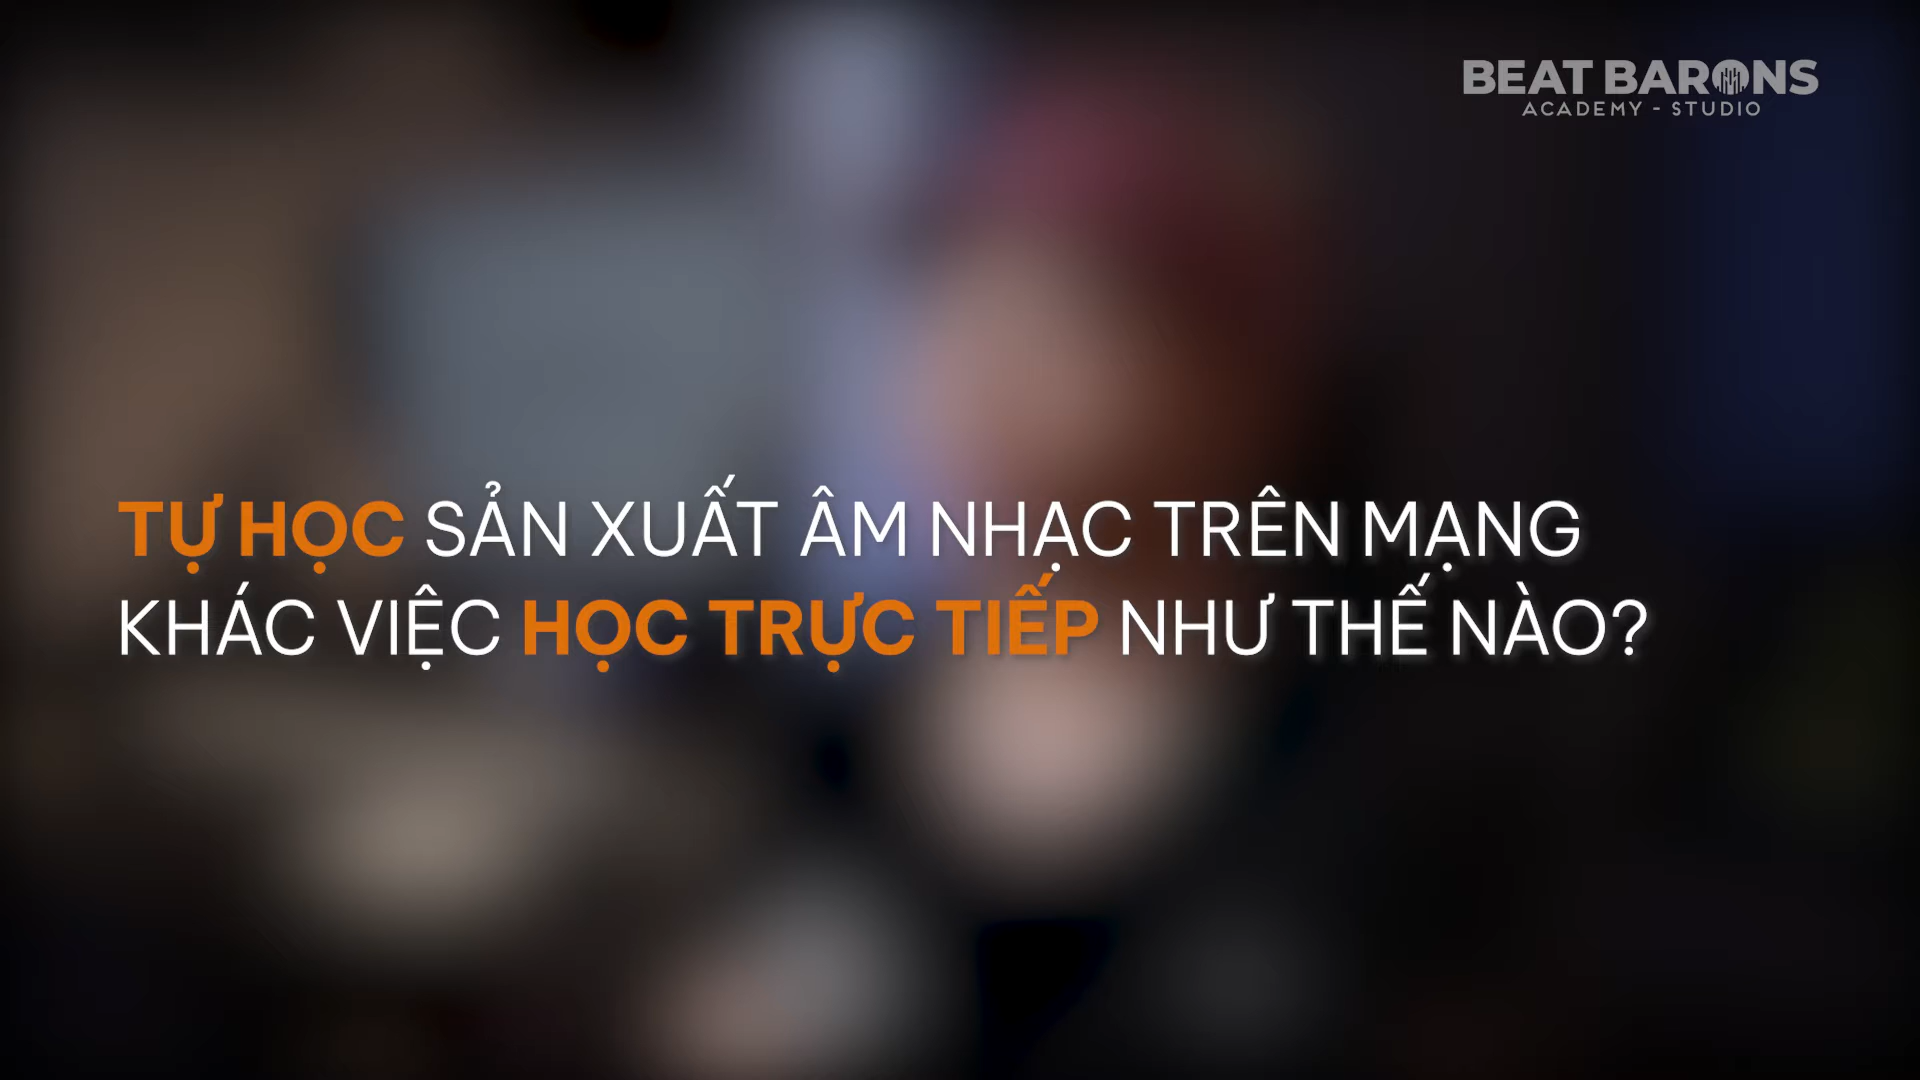 BEAT BARONS
ACADEMY - STUDIO
TỰ HỌC SẢN XUẤT ÂM NHẠC TRÊN MẠNG
KHÁC VIỆC HỌC TRỰC TIẾP NHƯ THẾ NÀO?